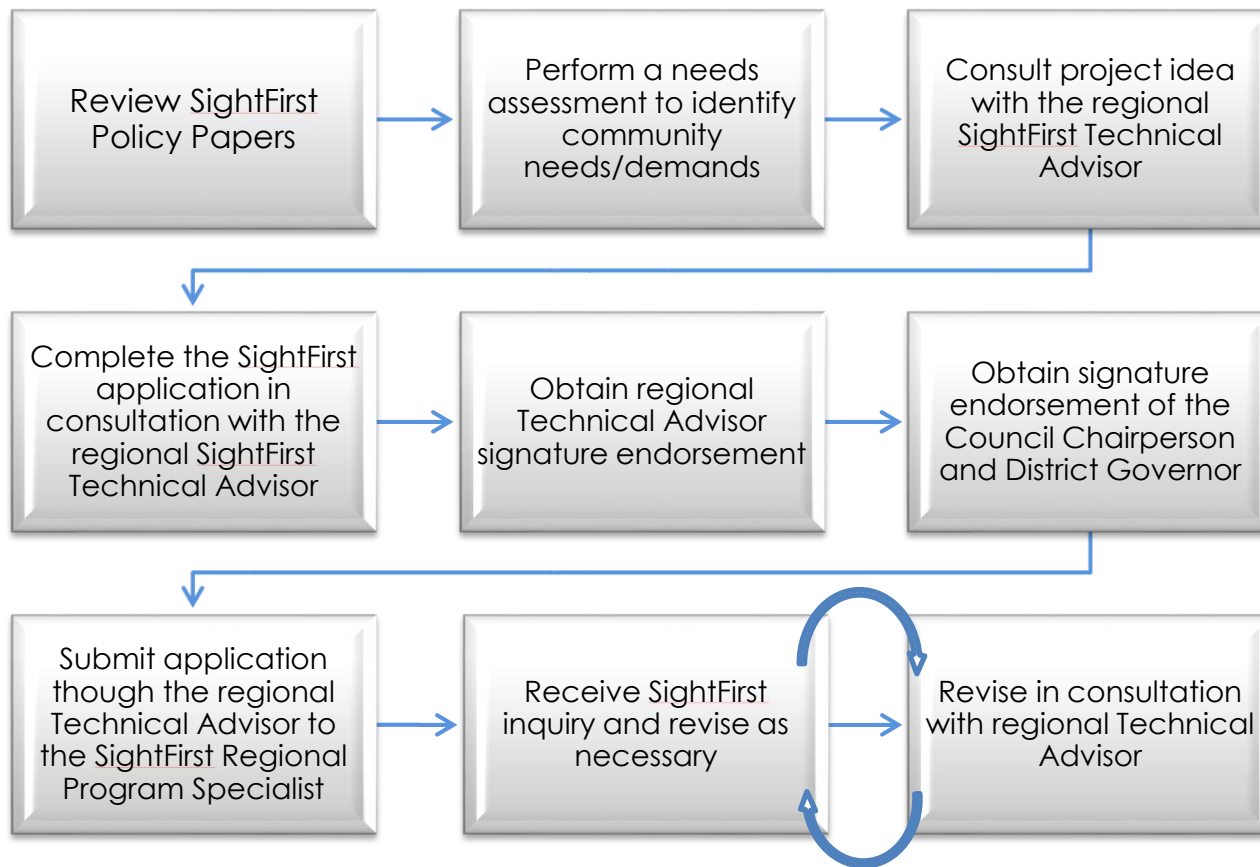 Review SightFirst
Policy Papers
Perform a needs
assessment to identify
community
needs/demands
Consult project idea
with the regional
SightFirst Technical
Advisor
Complete the SightFirst
application in
consultation with the
regional SightFirst
Technical Advisor
Obtain regional
Technical Advisor
signature endorsement
Obtain signature
endorsement of the
Council Chairperson
and District Governor
Submit application
though the regional
Technical Advisor to
the SightFirst Regional
Program Specialist
Receive SightFirst
inquiry and revise as
necessary
Revise in consultation
with regional Technical
Advisor